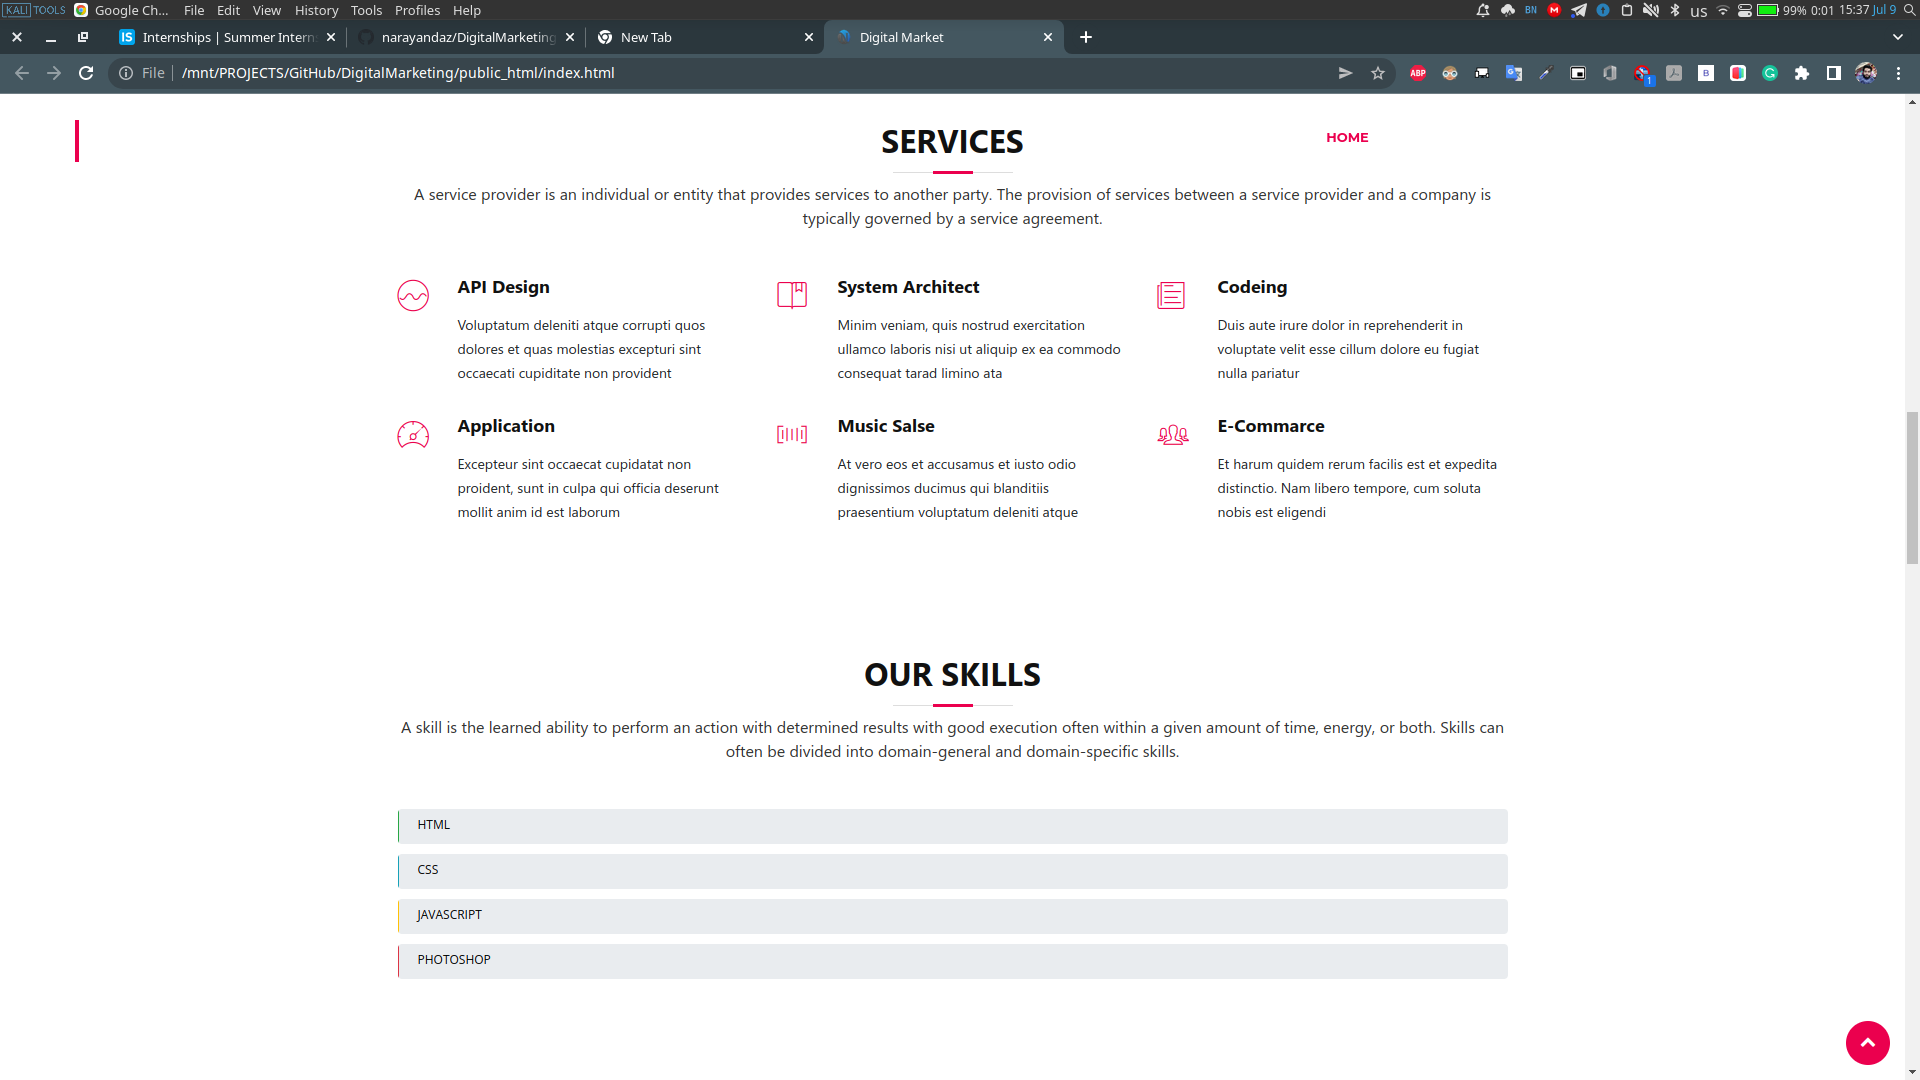 KALI TOOLS Google Ch... File Edit View History Tools Profiles Help BN us 99% 0:01 15:37 Jul 9
Internships | Summer Intern narayandaz/DigitalMarketing New Tab Digital Market
File /mnt/PROJECTS/GitHub/DigitalMarketing/public_html/index.html ABP 1 B
SERVICES
HOME
A service provider is an individual or entity that provides services to another party. The provision of services between a service provider and a company is
typically governed by a service agreement.
API Design
Voluptatum deleniti atque corrupti quos
dolores et quas molestias excepturi sint
occaecati cupiditate non provident
System Architect
Minim veniam, quis nostrud exercitation
ullamco laboris nisi ut aliquip ex ea commodo
consequat tarad limino ata
Codeing
Duis aute irure dolor in reprehenderit in
voluptate velit esse cillum dolore eu fugiat
nulla pariatur
Application
Excepteur sint occaecat cupidatat non
proident, sunt in culpa qui officia deserunt
mollit anim id est laborum
Music Salse
At vero eos et accusamus et iusto odio
dignissimos ducimus qui blanditiis
praesentium voluptatum deleniti atque
E-Commarce
Et harum quidem rerum facilis est et expedita
distinctio. Nam libero tempore, cum soluta
nobis est eligendi
OUR SKILLS
A skill is the learned ability to perform an action with determined results with good execution often within a given amount of time, energy, or both. Skills can
often be divided into domain-general and domain-specific skills.
HTML
CSS
JAVASCRIPT
PHOTOSHOP